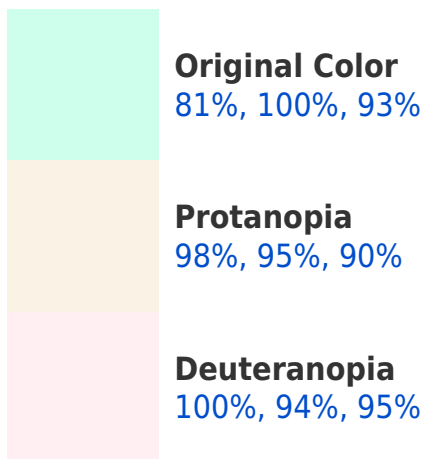 Original Color
81%, 100%, 93%
Protanopia
98%, 95%, 90%
Deuteranopia
100%, 94%, 95%